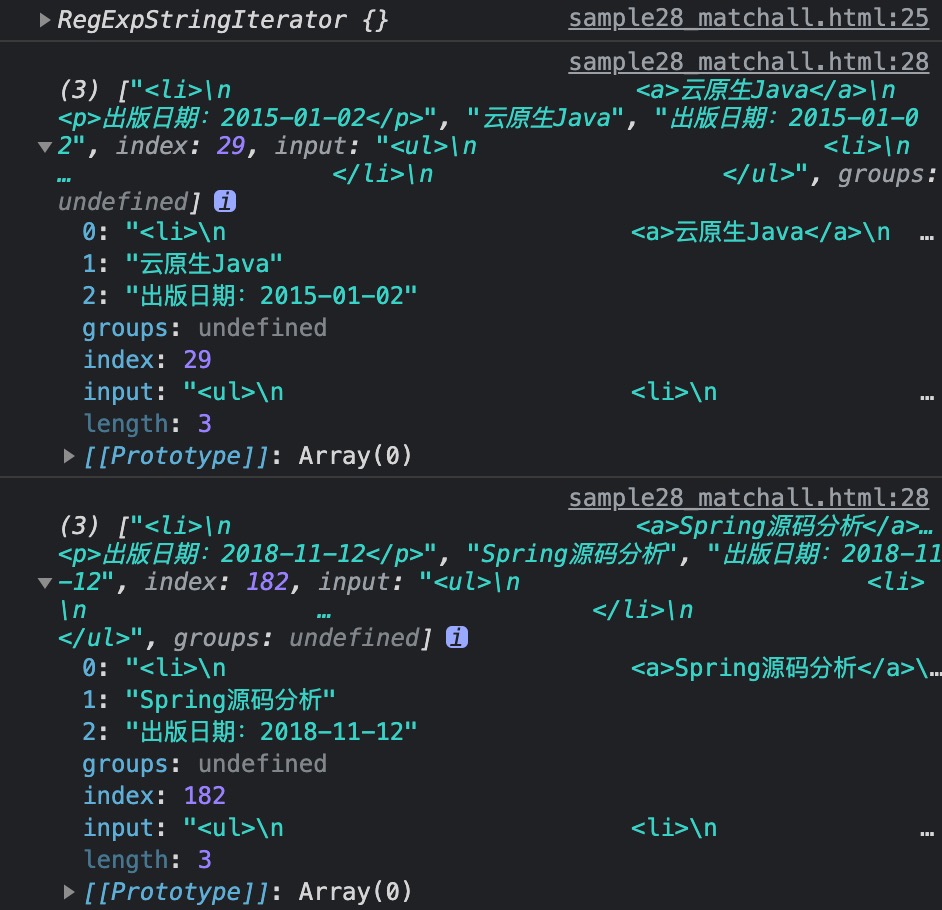 RegExpStringIterator {} sample28_matchall.html:25
sample28_matchall.html:28
(3) ["<li>\n <a>云原生Java</a>\n
<p>出版日期：2015-01-02</p>", "云原生Java", "出版日期：2015-01-0
2", index: 29, input: "<ul>\n <li>\n
… </li>\n </ul>", groups:
undefined] i
0: "<li>\n <a>云原生Java</a>\n …
1: "云原生Java"
2: "出版日期：2015-01-02"
groups: undefined
index: 29
input: "<ul>\n <li>\n …
length: 3
[[Prototype]]: Array(0)
sample28_matchall.html:28
(3) ["<li>\n <a>Spring源码分析</a>…
<p>出版日期：2018-11-12</p>", "Spring源码分析", "出版日期：2018-11
-12", index: 182, input: "<ul>\n <li>
\n … </li>\n
</ul>", groups: undefined] i
0: "<li>\n <a>Spring源码分析</a>\…
1: "Spring源码分析"
2: "出版日期：2018-11-12"
groups: undefined
index: 182
input: "<ul>\n <li>\n …
length: 3
[[Prototype]]: Array(0)